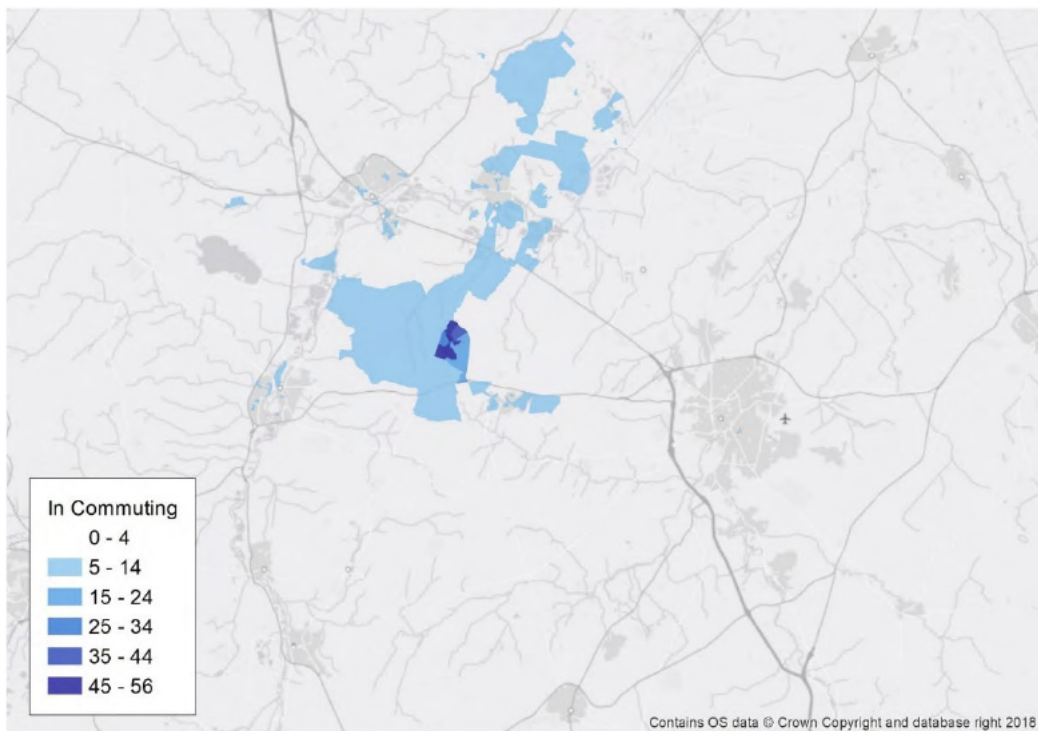 In Commuting
0 - 4
5 - 14
15 - 24
25 - 34
35 - 44
45 - 56
Contains OS data © Crown Copyright and database right 2018